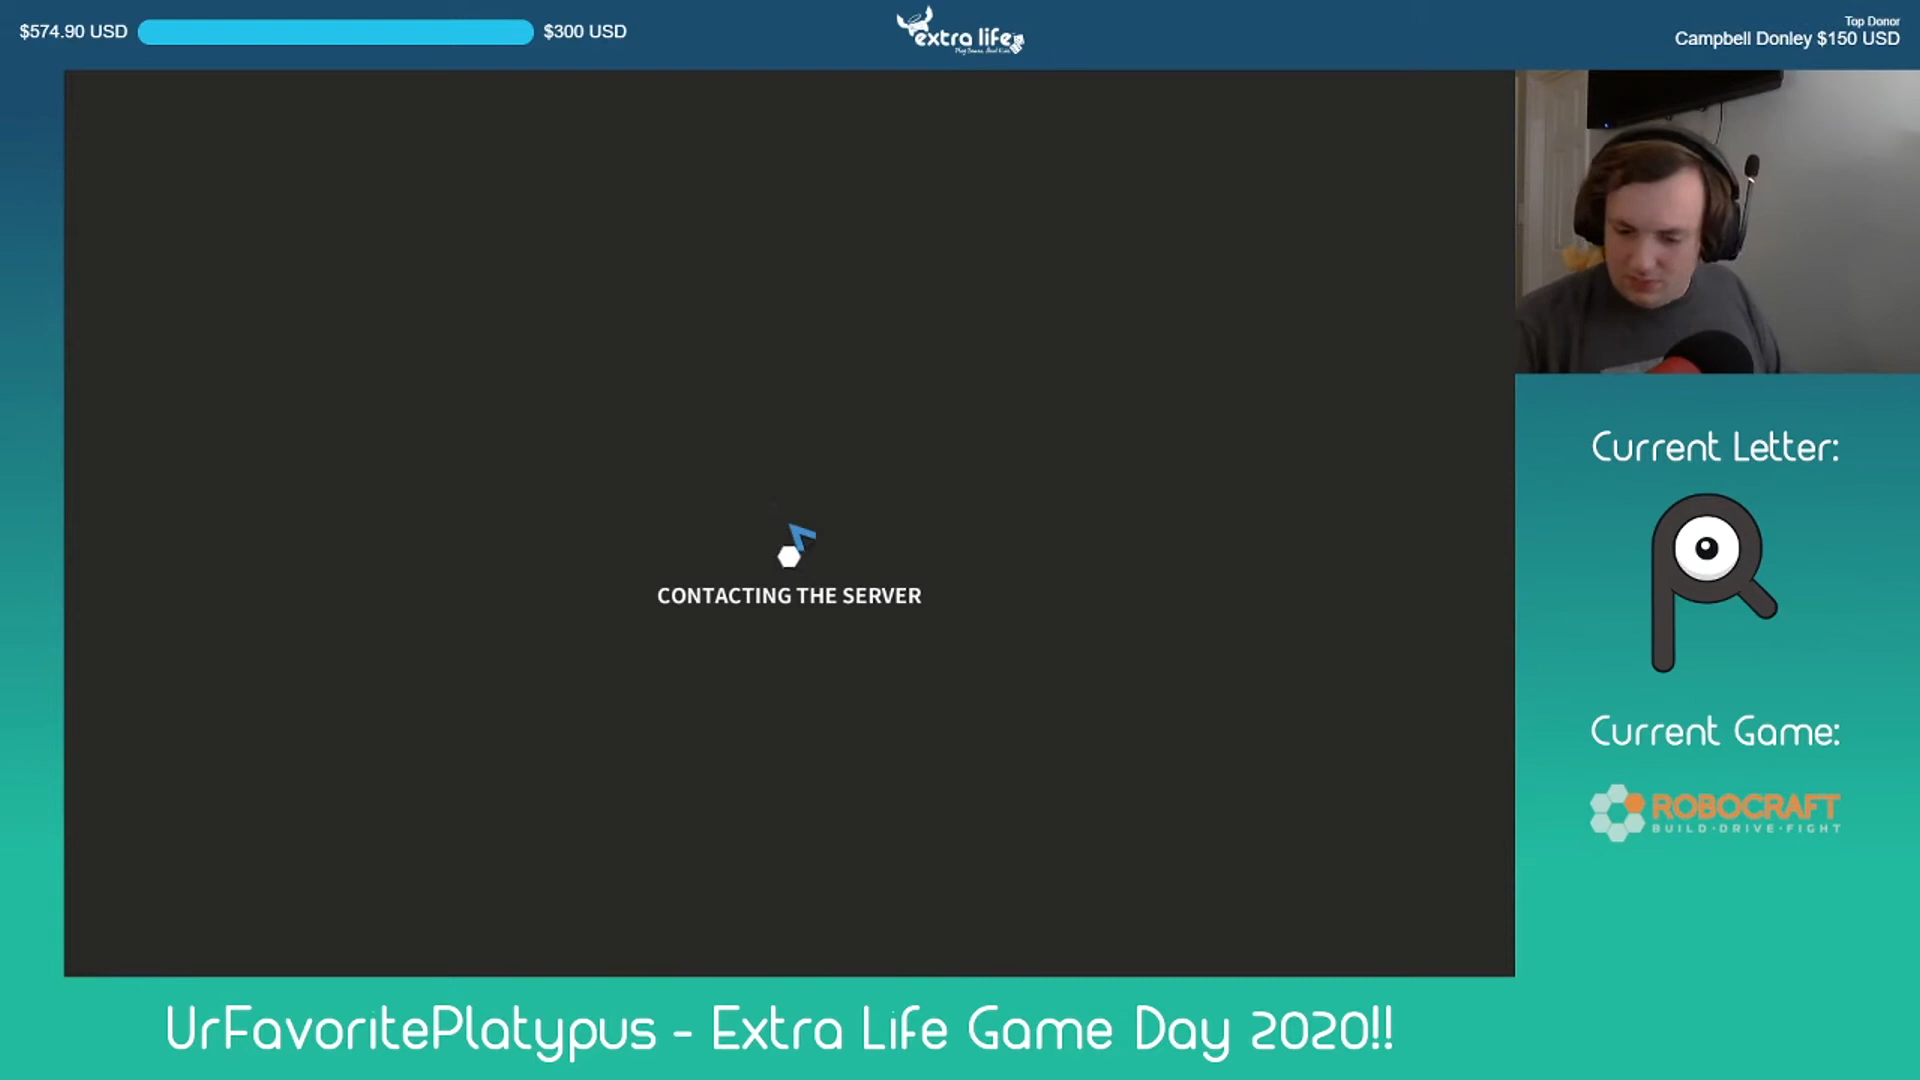 $574.90 USD
$300 USD
extra life
Top Donor
Campbell Donley $150 USD
CONTACTING THE SERVER
Current Letter:
R
Current Game:
ROBOCRAFT
BUILD·DRIVE·FIGHT
UrFavoritePlatypus - Extra Life Game Day 2020!!